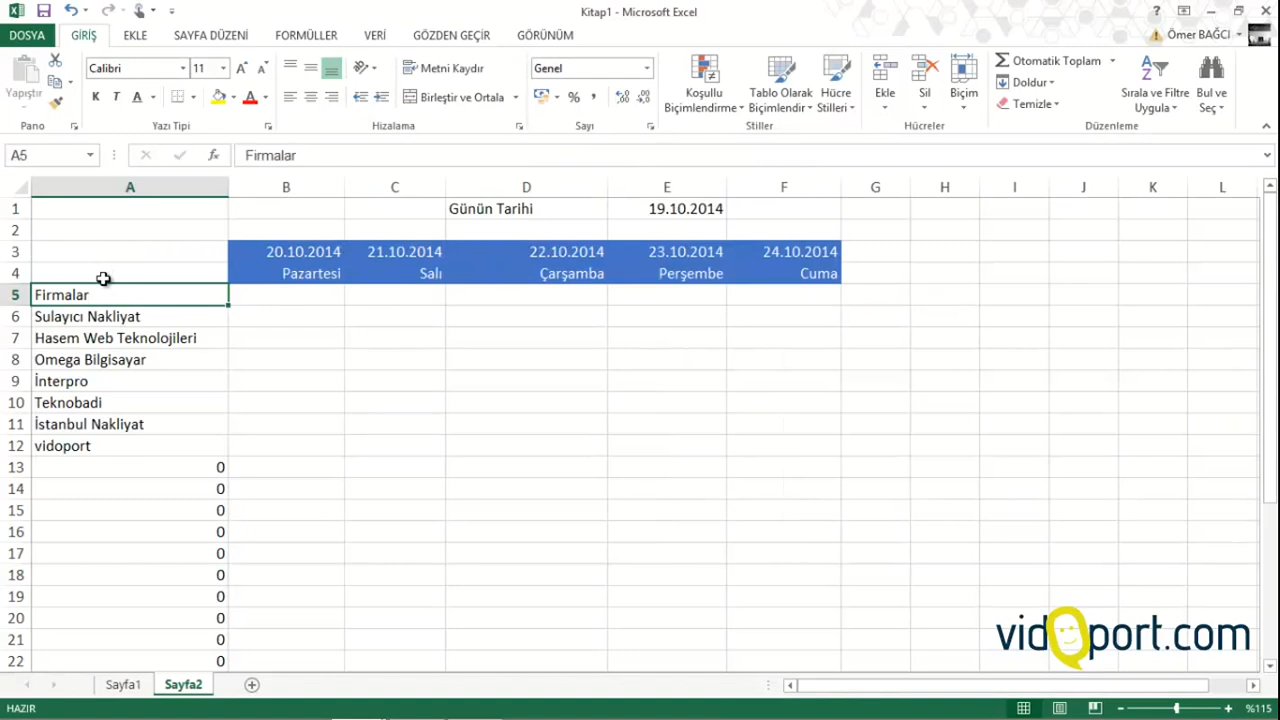 Kitap1 - Microsoft Excel
DOSYA GİRİŞ EKLE SAYFA DÜZENİ FORMÜLLER VERİ GÖZDEN GEÇİR GÖRÜNÜM Ömer BAĞCI
Yapıştır
Pano
Calibri 11
K T A
Yazı Tipi
Metni Kaydır
Birleştir ve Ortala
Hizalama
Genel
Sayı
Koşullu Biçimlendirme
Tablo Olarak Biçimlendir
Hücre Stilleri
Stiller
Ekle Sil Biçim
Hücreler
Otomatik Toplam
Doldur
Temizle
Sırala ve Filtre Uygula
Bul ve Seç
Düzenleme
A5 fx Firmalar
A B C D E F G H I J K L
1 Günün Tarihi 19.10.2014
2
3 20.10.2014 21.10.2014 22.10.2014 23.10.2014 24.10.2014
4 Pazartesi Salı Çarşamba Perşembe Cuma
5 Firmalar
6 Sulayıcı Nakliyat
7 Hasem Web Teknolojileri
8 Omega Bilgisayar
9 İnterpro
10 Teknobadi
11 İstanbul Nakliyat
12 vidoport
13 0
14 0
15 0
16 0
17 0
18 0
19 0
20 0
21 0
22 0
vidoport.com
Sayfa1 Sayfa2
HAZIR %115